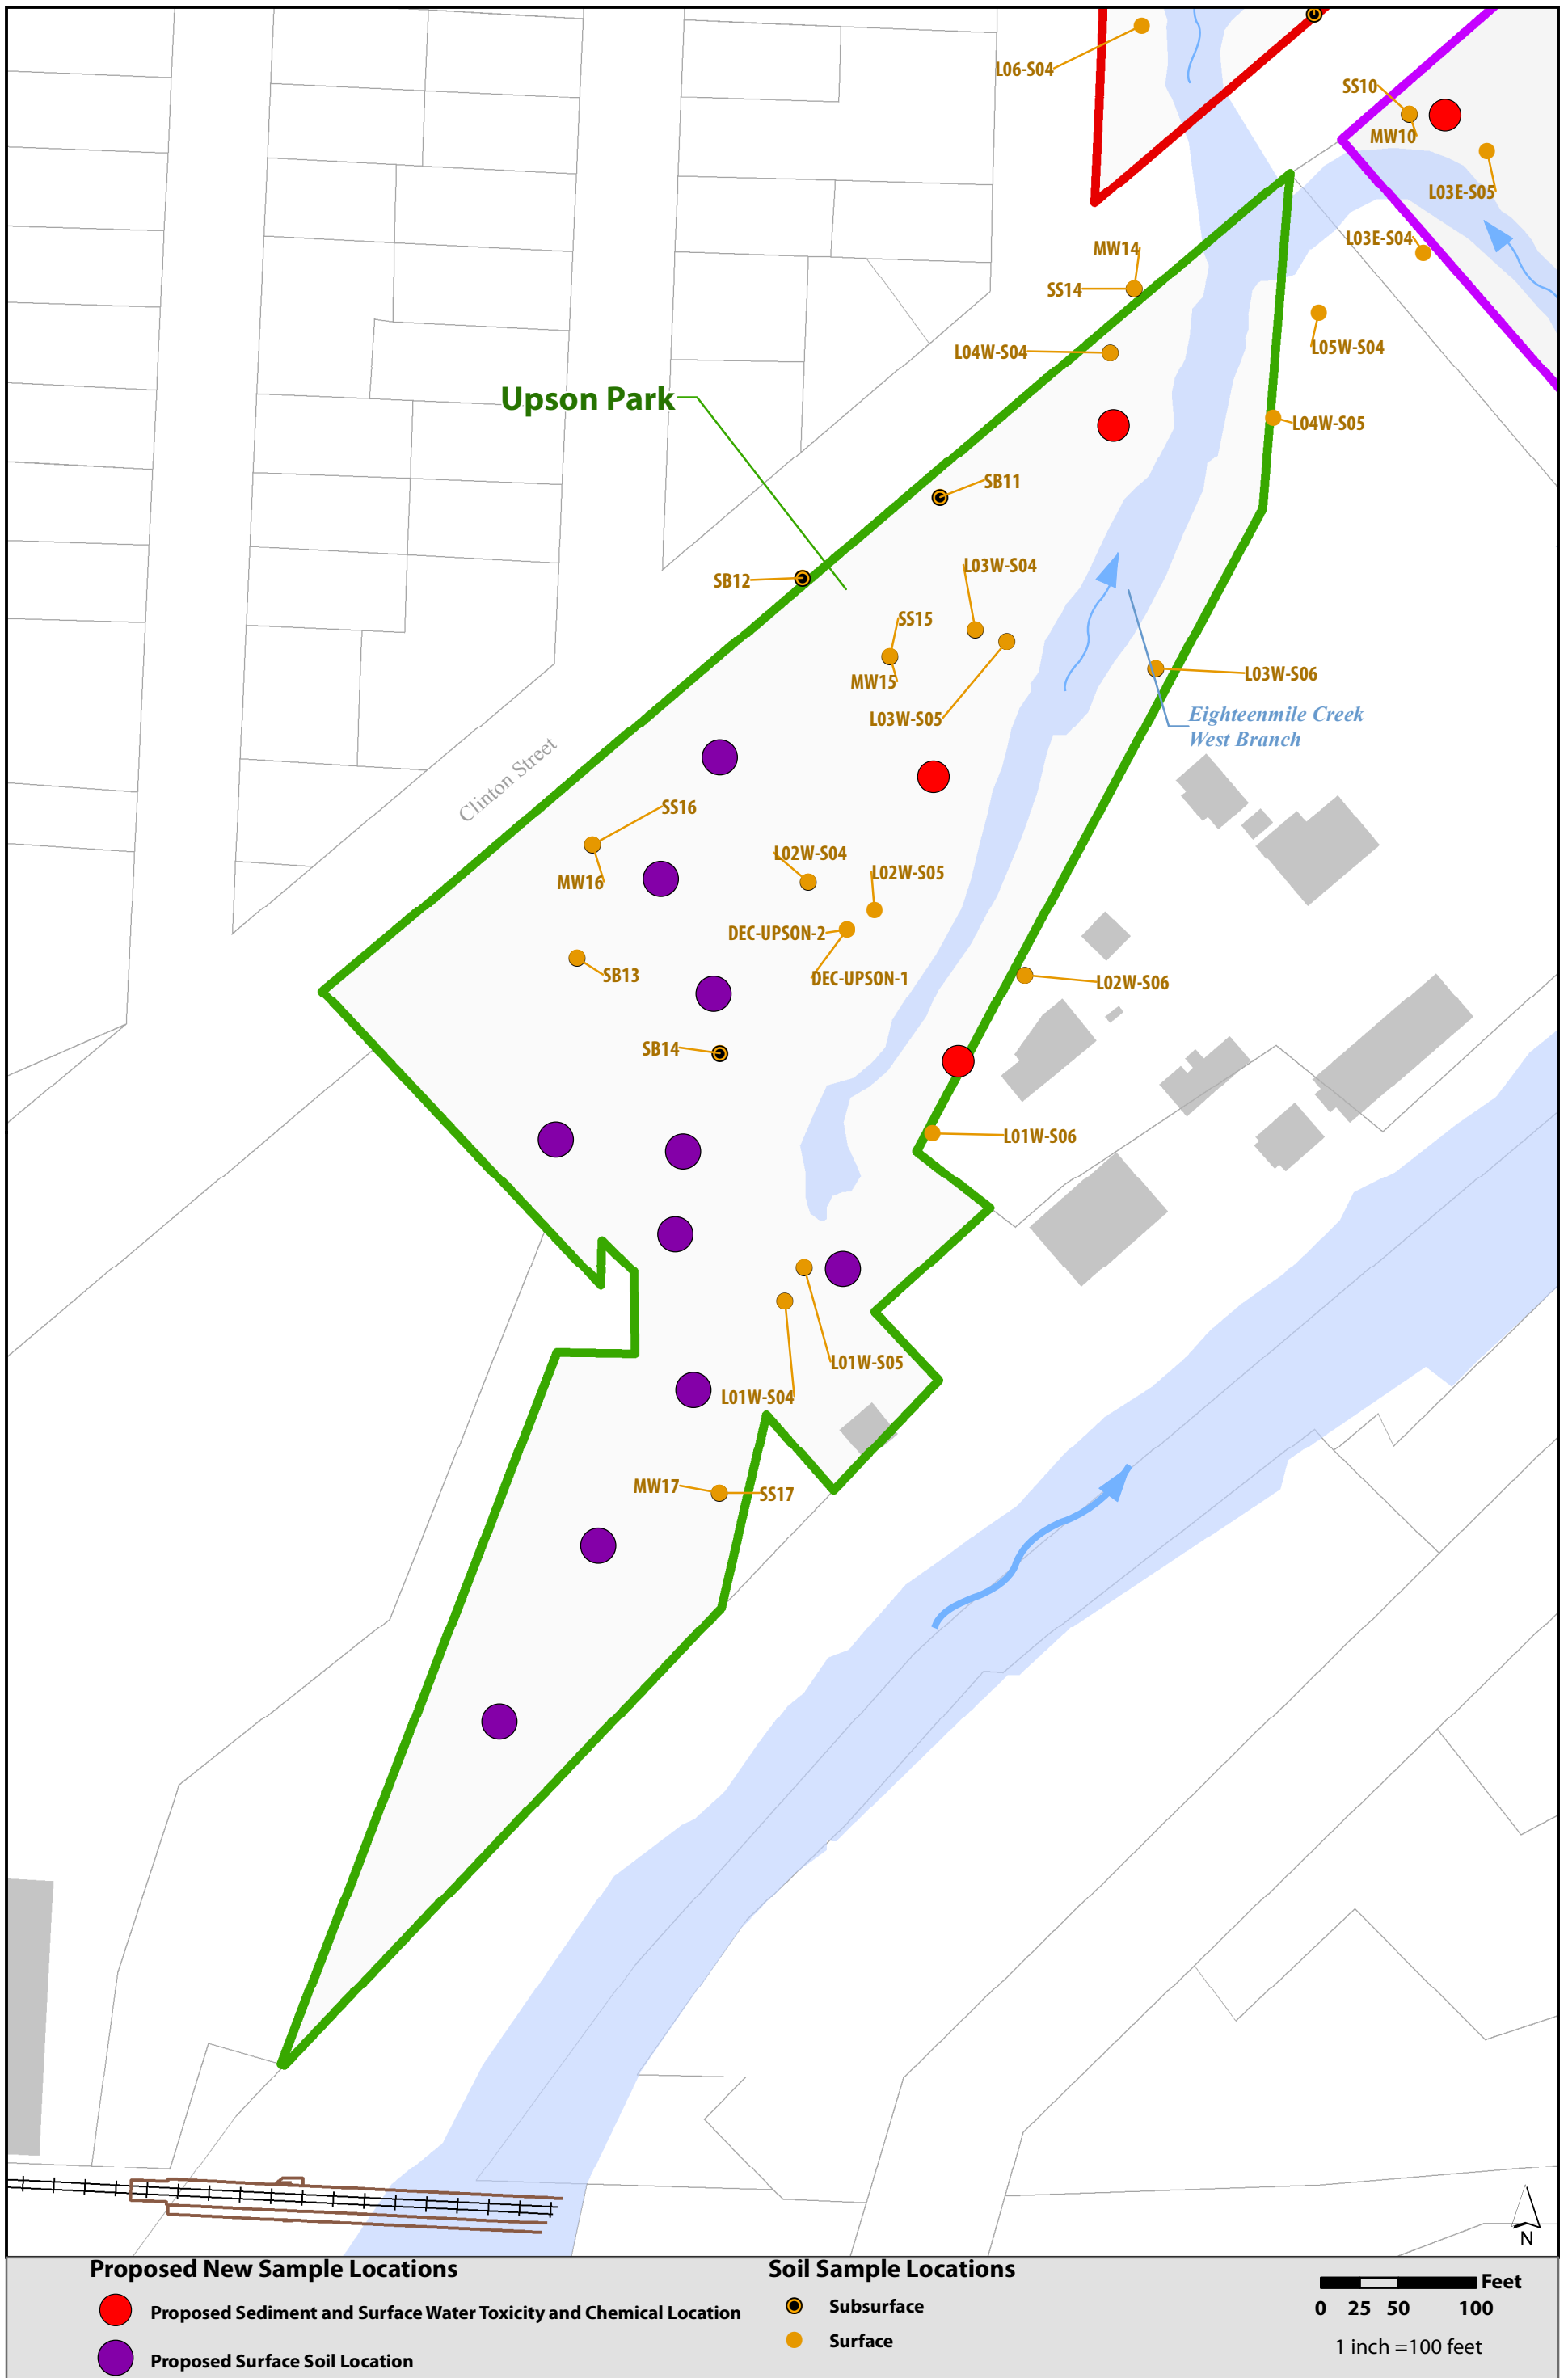 L06-S04
SS10
MW10
L03E-S05
L03E-S04
MW14
SS14
L05W-S04
L04W-S04
Upson Park
L04W-S05
SB11
L03W-S04
SB12
SS15
MW15
L03W-S06
L03W-S05
Eighteenmile Creek
West Branch
Clinton Street
SS16
L02W-S04
L02W-S05
MW16
DEC-UPSON-2
SB13
DEC-UPSON-1
L02W-S06
SB14
L01W-S06
L01W-S05
L01W-S04
MW17
SS17
N
Proposed New Sample Locations
Proposed Sediment and Surface Water Toxicity and Chemical Location
Proposed Surface Soil Location
Soil Sample Locations
Subsurface
Surface
Feet
0 25 50 100
1 inch =100 feet